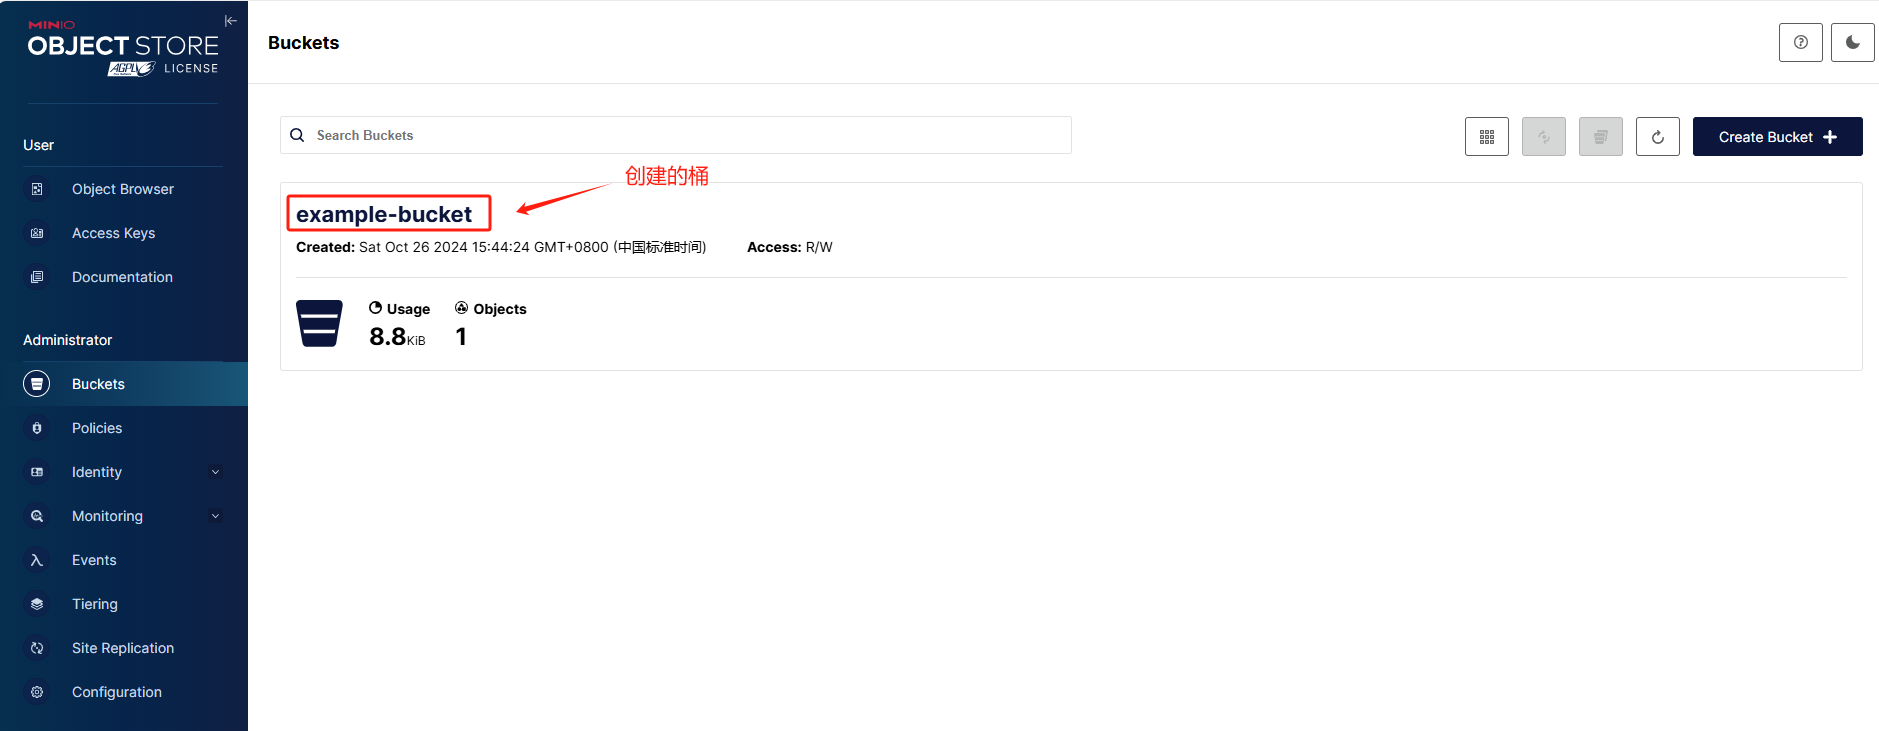 MINIO
OBJECT STORE
AGPL v3 LICENSE
User
Object Browser
Access Keys
Documentation
Administrator
Buckets
Policies
Identity
Monitoring
Events
Tiering
Site Replication
Configuration
Buckets
Search Buckets
Create Bucket
创建的桶
example-bucket
Created: Sat Oct 26 2024 15:44:24 GMT+0800 (中国标准时间) Access: R/W
Usage Objects
8.8KiB 1